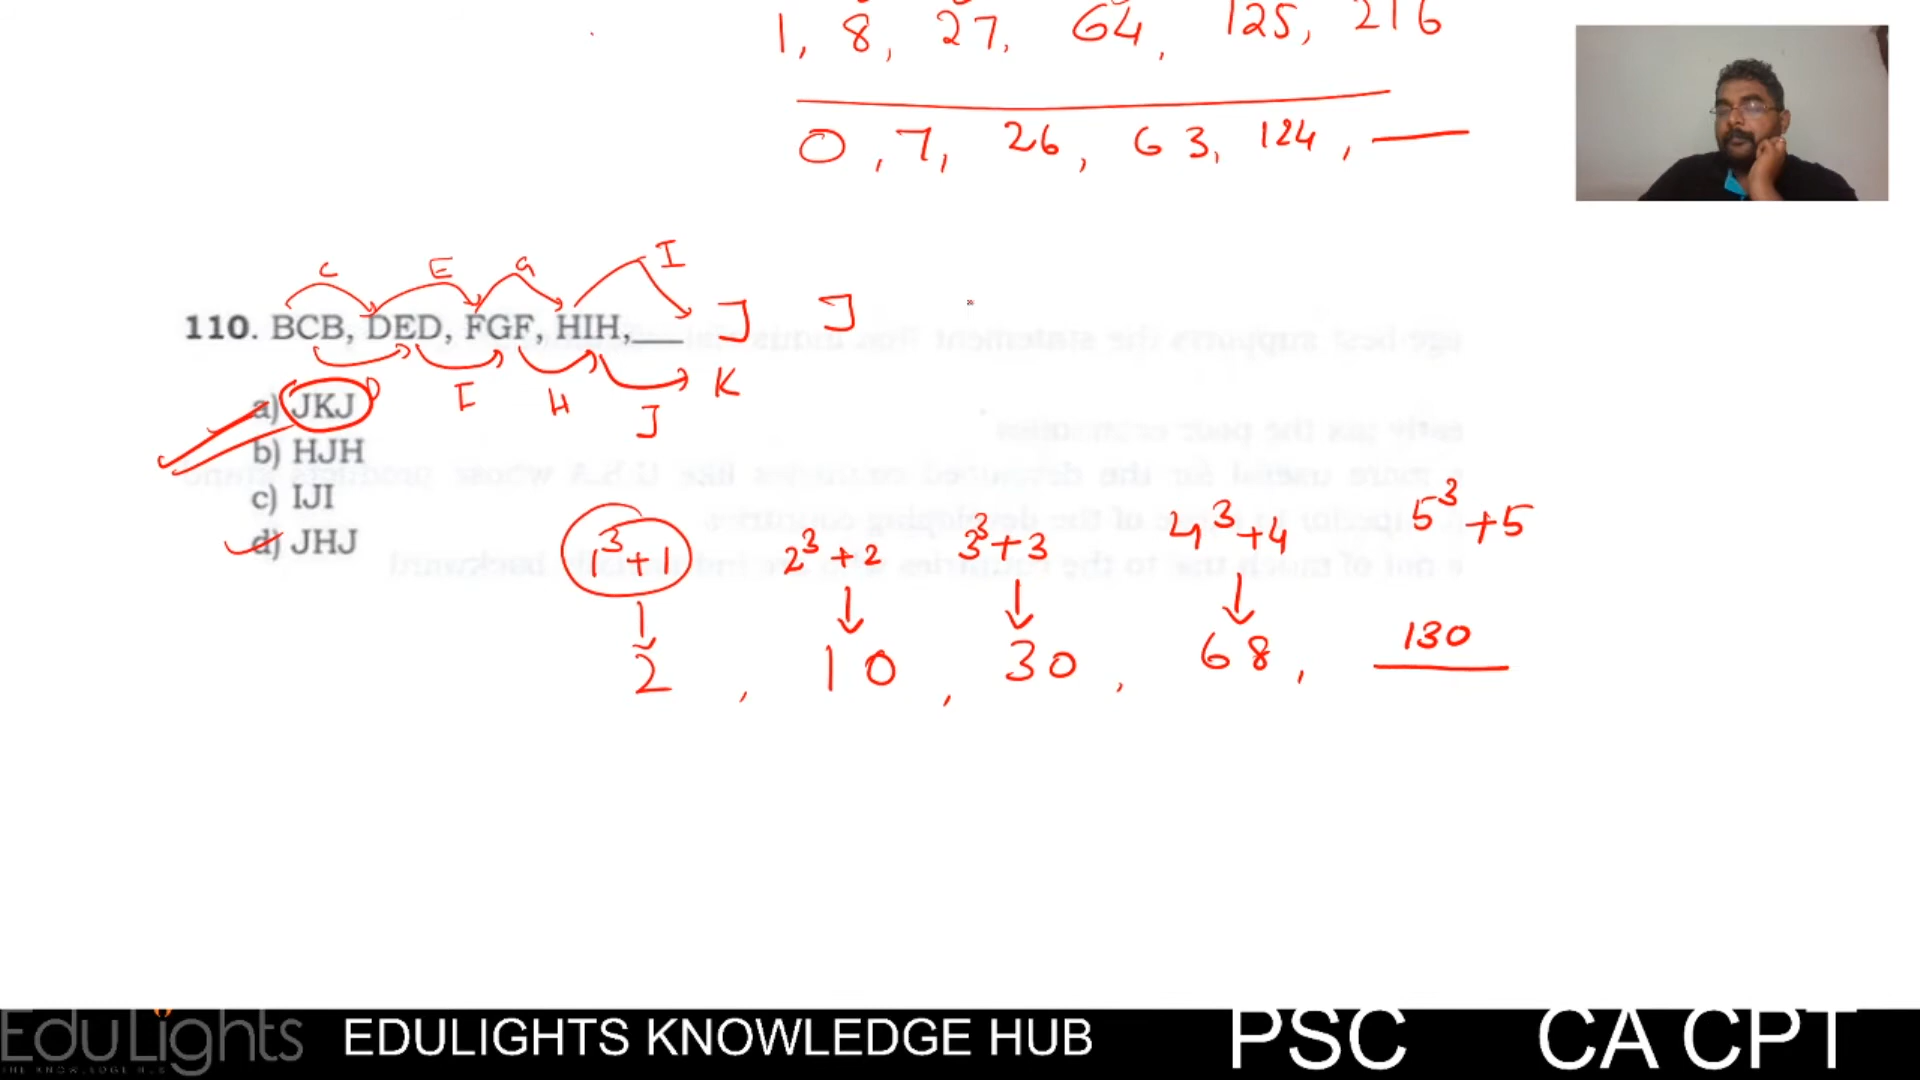 1, 8, 27, 64, 125, 216
0, 7, 26, 63, 124,
C E G I
110. BCB, DED, FGF, HIH,___ J J
D F H J K
a) JKJ
b) HJH
c) IJI
d) JHJ
1³+1 2³+2 3³+3 4³+4 5³+5
2, 10, 30, 68, 130
EduLights EDULIGHTS KNOWLEDGE HUB PSC CA CPT